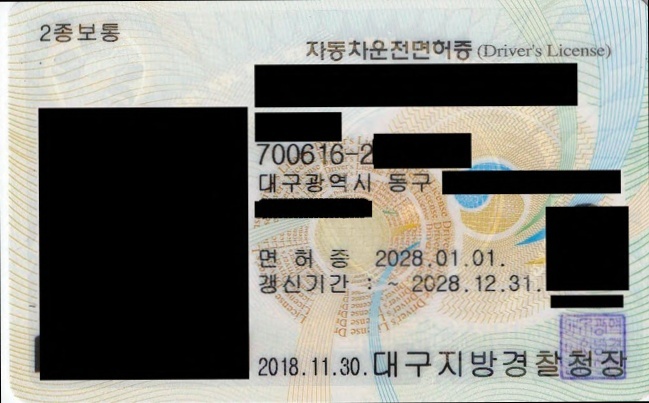 2종보통
자동차운전면허증 (Driver's License)
700616-2
대구광역시 동구
면 허 증 2028.01.01.
갱신기간 : ~ 2028.12.31.
2018.11.30. 대구지방경찰청장